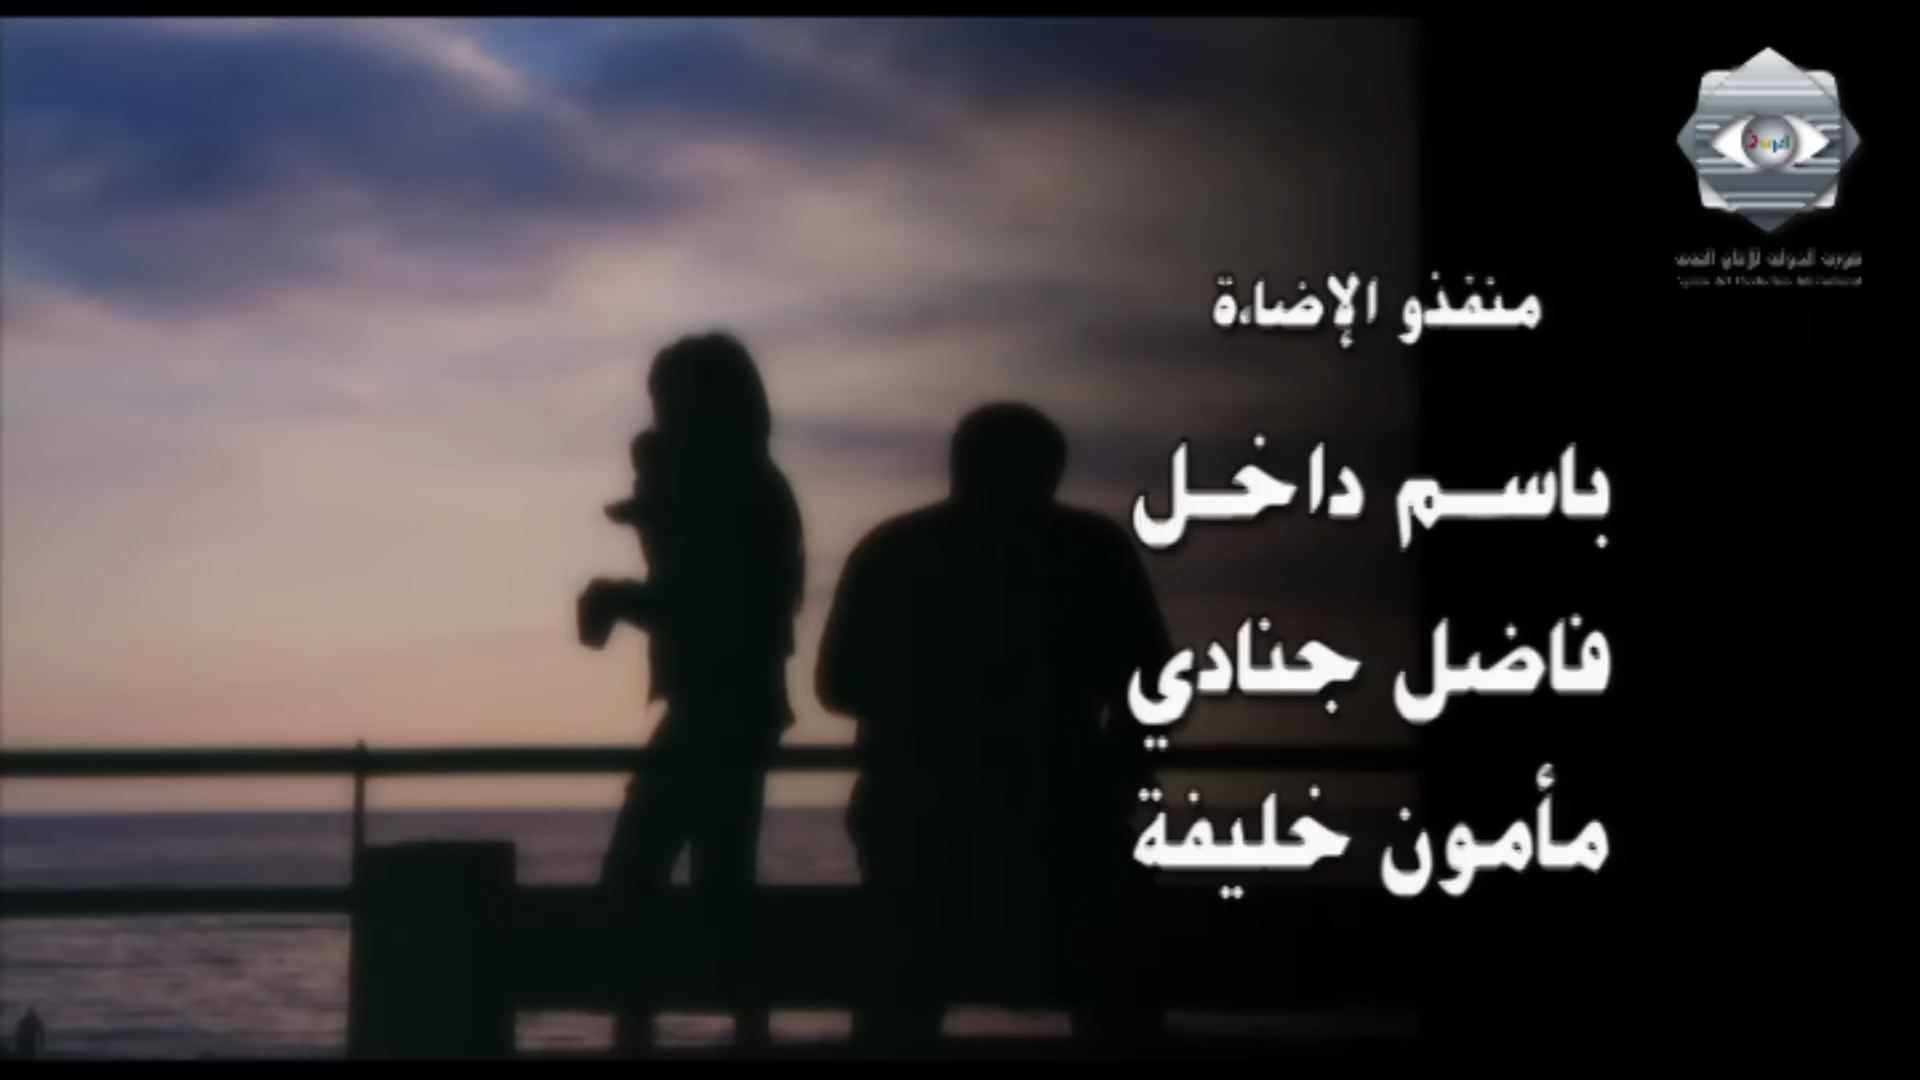 منفذو الإضاءة
باسم داخل
فاضل جنادي
مأمون خليفة